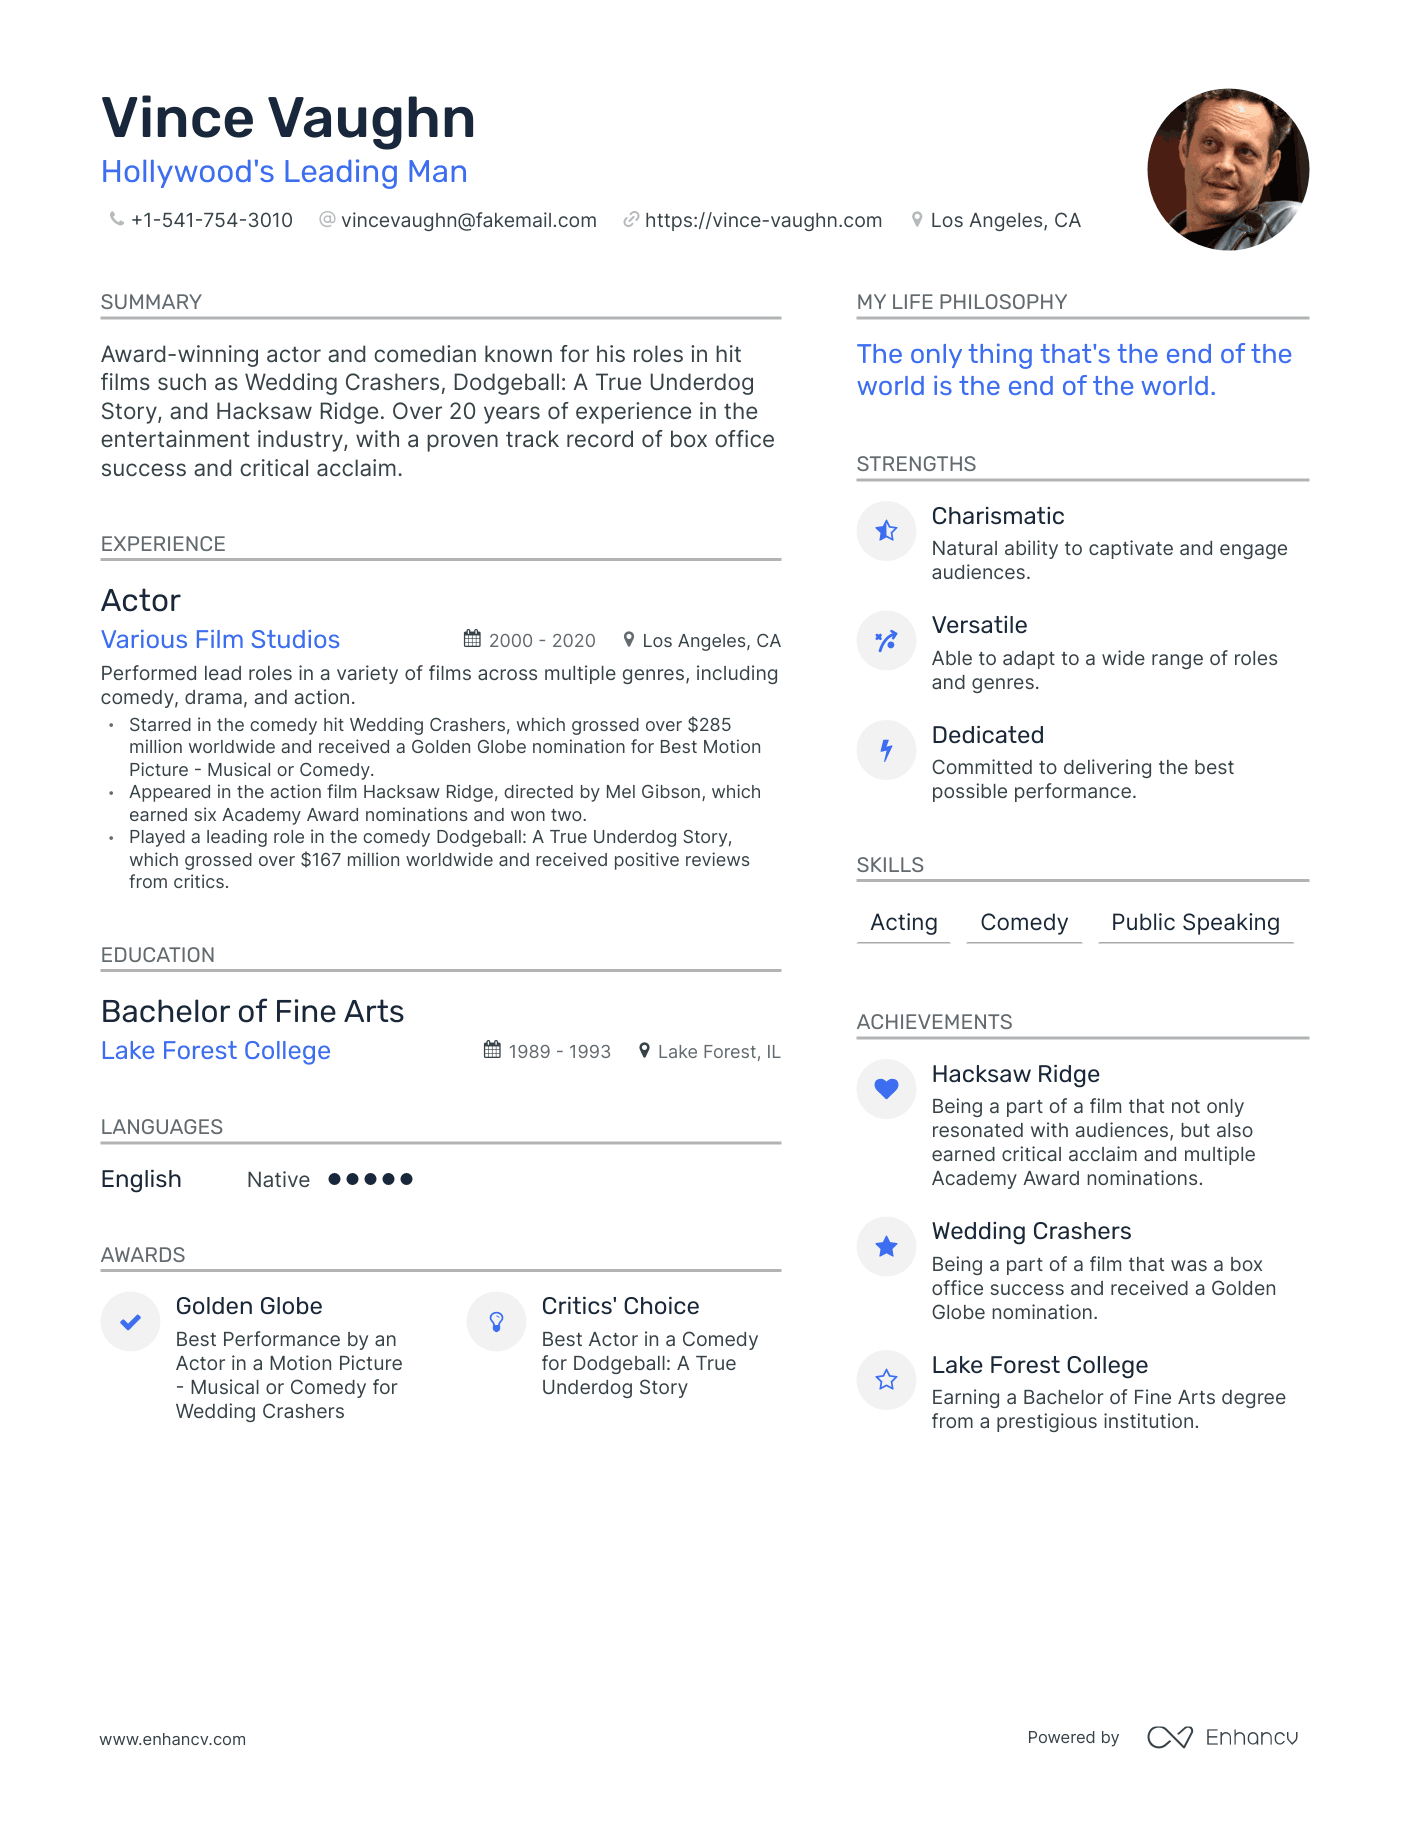 Vince Vaughn
Hollywood's Leading Man
+1-541-754-3010 @ vincevaughn@fakemail.com https://vince-vaughn.com Los Angeles, CA
SUMMARY
Award-winning actor and comedian known for his roles in hit
films such as Wedding Crashers, Dodgeball: A True Underdog
Story, and Hacksaw Ridge. Over 20 years of experience in the
entertainment industry, with a proven track record of box office
success and critical acclaim.
EXPERIENCE
Actor
Various Film Studios 2000 - 2020 Los Angeles, CA
Performed lead roles in a variety of films across multiple genres, including
comedy, drama, and action.
• Starred in the comedy hit Wedding Crashers, which grossed over $285
million worldwide and received a Golden Globe nomination for Best Motion
Picture - Musical or Comedy.
• Appeared in the action film Hacksaw Ridge, directed by Mel Gibson, which
earned six Academy Award nominations and won two.
• Played a leading role in the comedy Dodgeball: A True Underdog Story,
which grossed over $167 million worldwide and received positive reviews
from critics.
EDUCATION
Bachelor of Fine Arts
Lake Forest College 1989 - 1993 Lake Forest, IL
LANGUAGES
English Native
AWARDS
Golden Globe
Best Performance by an
Actor in a Motion Picture
- Musical or Comedy for
Wedding Crashers
Critics' Choice
Best Actor in a Comedy
for Dodgeball: A True
Underdog Story
MY LIFE PHILOSOPHY
The only thing that's the end of the
world is the end of the world.
STRENGTHS
Charismatic
Natural ability to captivate and engage
audiences.
Versatile
Able to adapt to a wide range of roles
and genres.
Dedicated
Committed to delivering the best
possible performance.
SKILLS
Acting Comedy Public Speaking
ACHIEVEMENTS
Hacksaw Ridge
Being a part of a film that not only
resonated with audiences, but also
earned critical acclaim and multiple
Academy Award nominations.
Wedding Crashers
Being a part of a film that was a box
office success and received a Golden
Globe nomination.
Lake Forest College
Earning a Bachelor of Fine Arts degree
from a prestigious institution.
www.enhancv.com
Powered by Enhancv